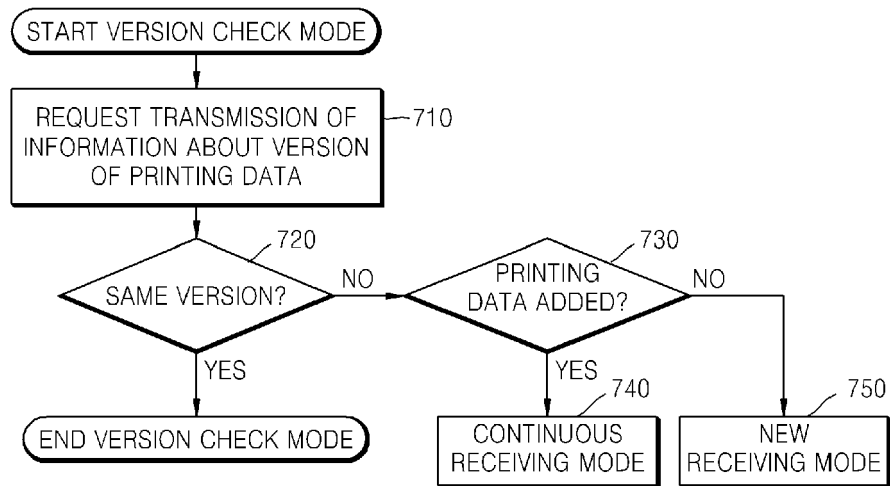 START VERSION CHECK MODE
REQUEST TRANSMISSION OF
INFORMATION ABOUT VERSION
OF PRINTING DATA
710
SAME VERSION?
720
NO
YES
PRINTING
DATA ADDED?
730
NO
YES
END VERSION CHECK MODE
740
CONTINUOUS
RECEIVING MODE
750
NEW
RECEIVING MODE